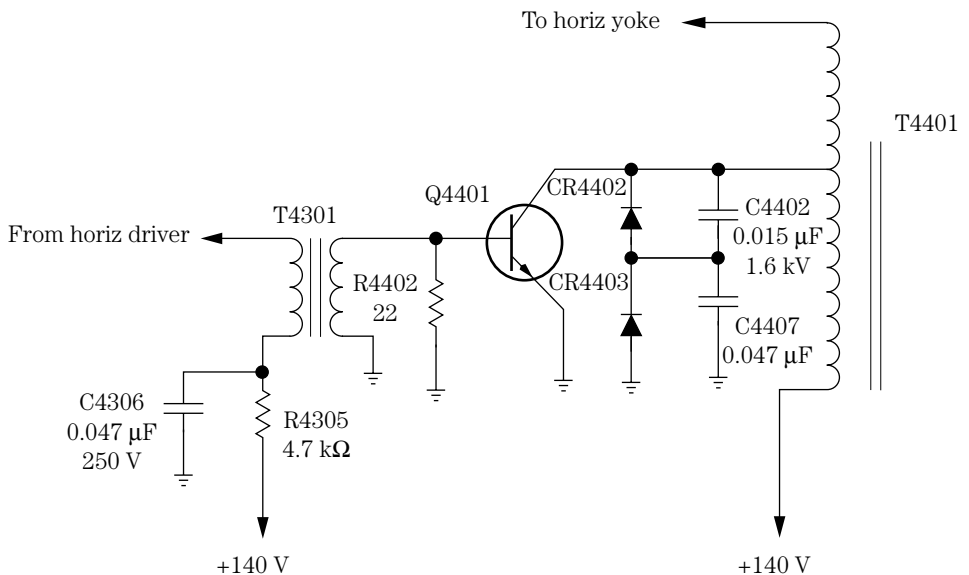 To horiz yoke
T4401
Q4401
CR4402
C4402
0.015 µF
1.6 kV
T4301
From horiz driver
R4402
22
CR4403
C4407
0.047 µF
C4306
0.047 µF
250 V
R4305
4.7 kΩ
+140 V
+140 V